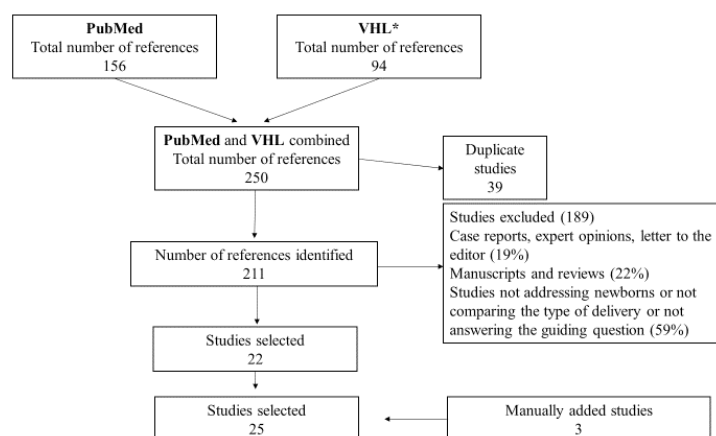 PubMed
Total number of references
156
VHL*
Total number of references
94
PubMed and VHL combined
Total number of references
250
Duplicate
studies
39
Studies excluded (189)
Case reports, expert opinions, letter to the
editor (19%)
Manuscripts and reviews (22%)
Studies not addressing newborns or not
comparing the type of delivery or not
answering the guiding question (59%)
Number of references identified
211
Studies selected
22
Studies selected
25
Manually added studies
3